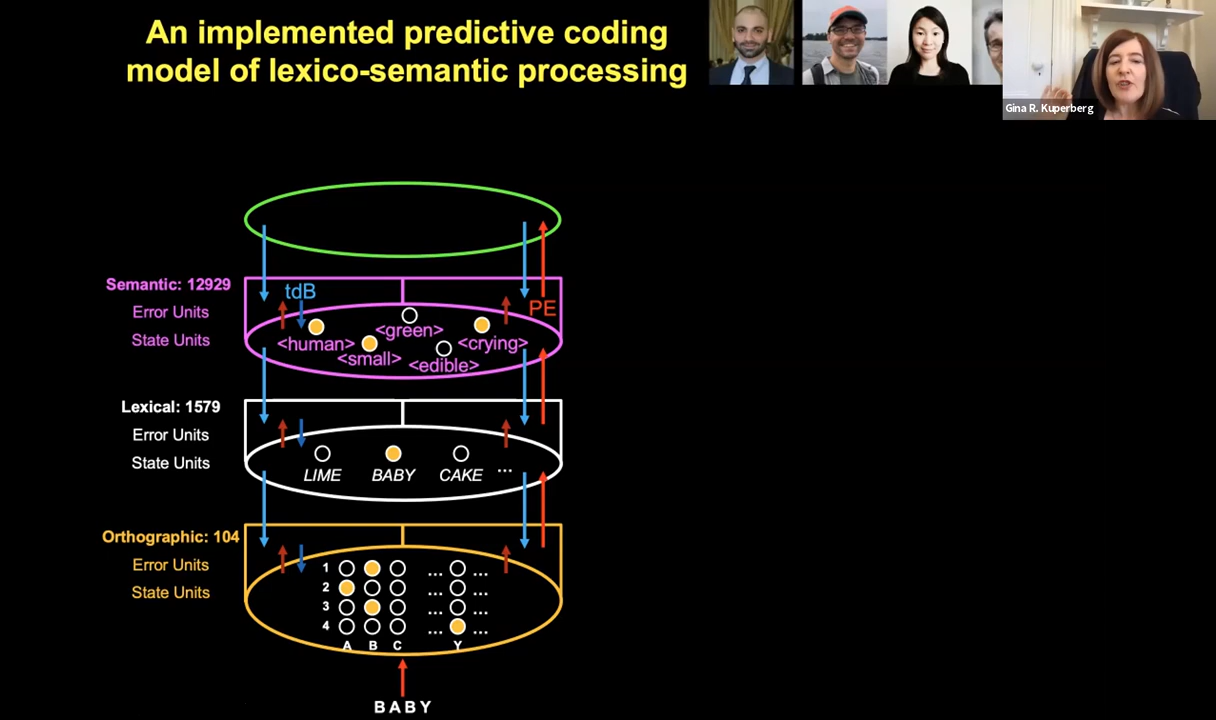 An implemented predictive coding
model of lexico-semantic processing
Gina R. Kuperberg
Semantic: 12929
Error Units
State Units
tdB
PE
<human>
<small>
<green>
<edible>
<crying>
Lexical: 1579
Error Units
State Units
LIME BABY CAKE ...
Orthographic: 104
Error Units
State Units
1 ... ...
2 ... ...
3 ... ...
4 ... ...
A B C Y
BABY